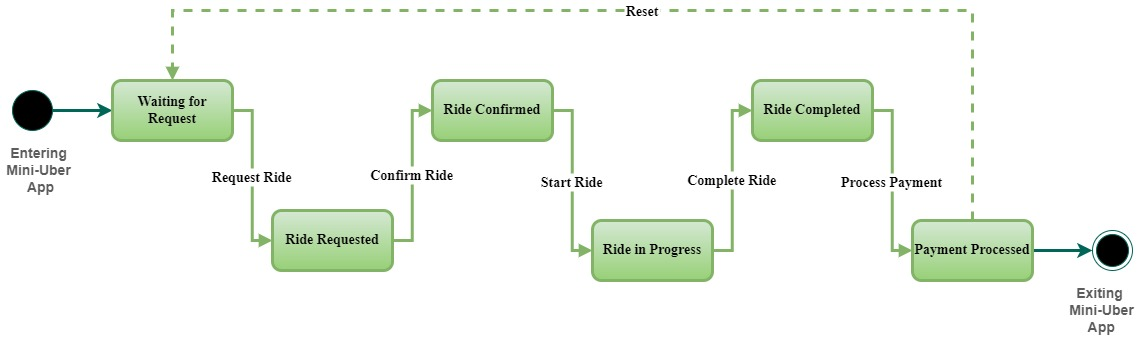 Reset
Waiting for
Request
Ride Confirmed
Ride Completed
Entering
Mini-Uber
App
Request Ride
Confirm Ride
Start Ride
Complete Ride
Process Payment
Ride Requested
Ride in Progress
Payment Processed
Exiting
Mini-Uber
App